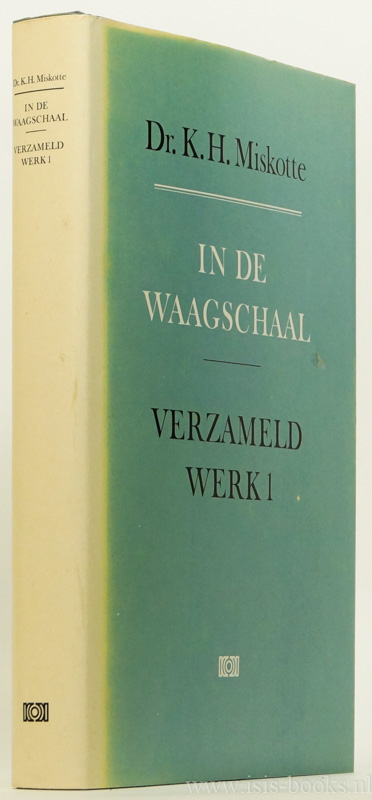 Dr. K. H. Miskotte
IN DE
WAAGSCHAAL
VERZAMELD
WERK 1
Dr. K. H. Miskotte
IN DE
WAAGSCHAAL
VERZAMELD
WERK 1
www.isis-books.nl